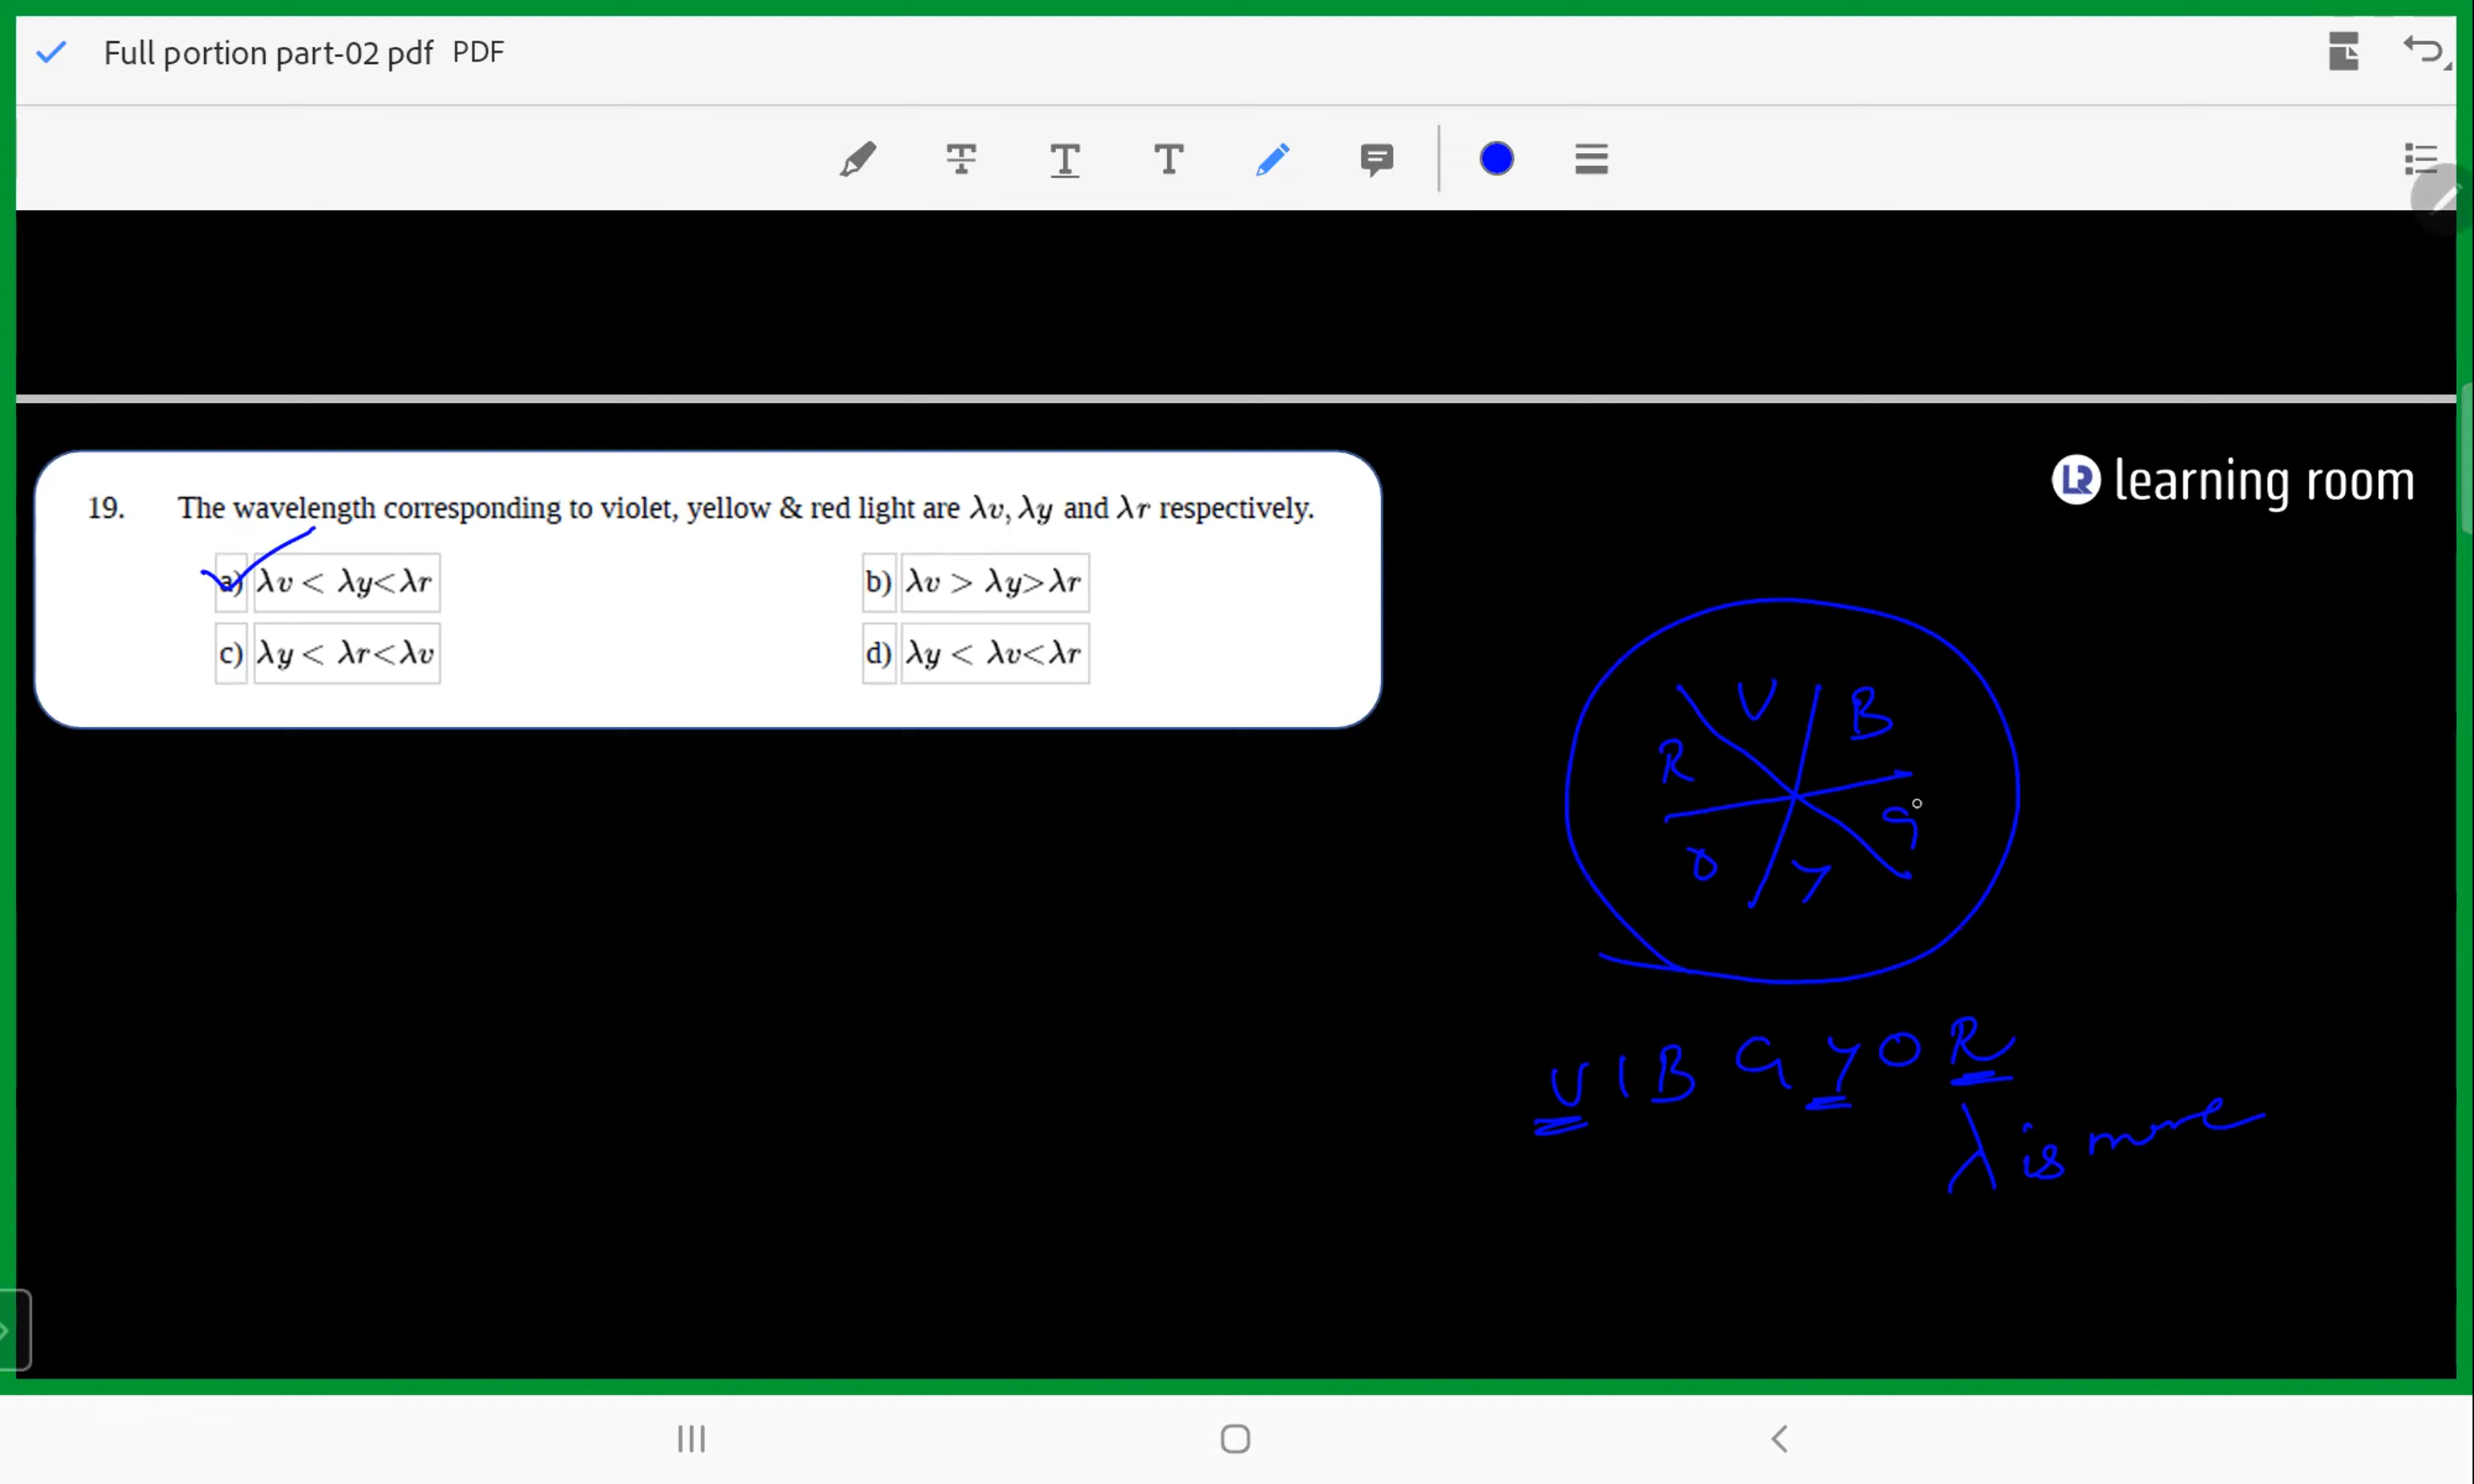 Full portion part-02 pdf PDF
learning room
19. The wavelength corresponding to violet, yellow & red light are λv, λy and λr respectively.
a) λv < λy<λr b) λv > λy>λr
c) λy < λr<λv d) λy < λv<λr
V B
R G
O Y
V I B G Y O R
λ is more